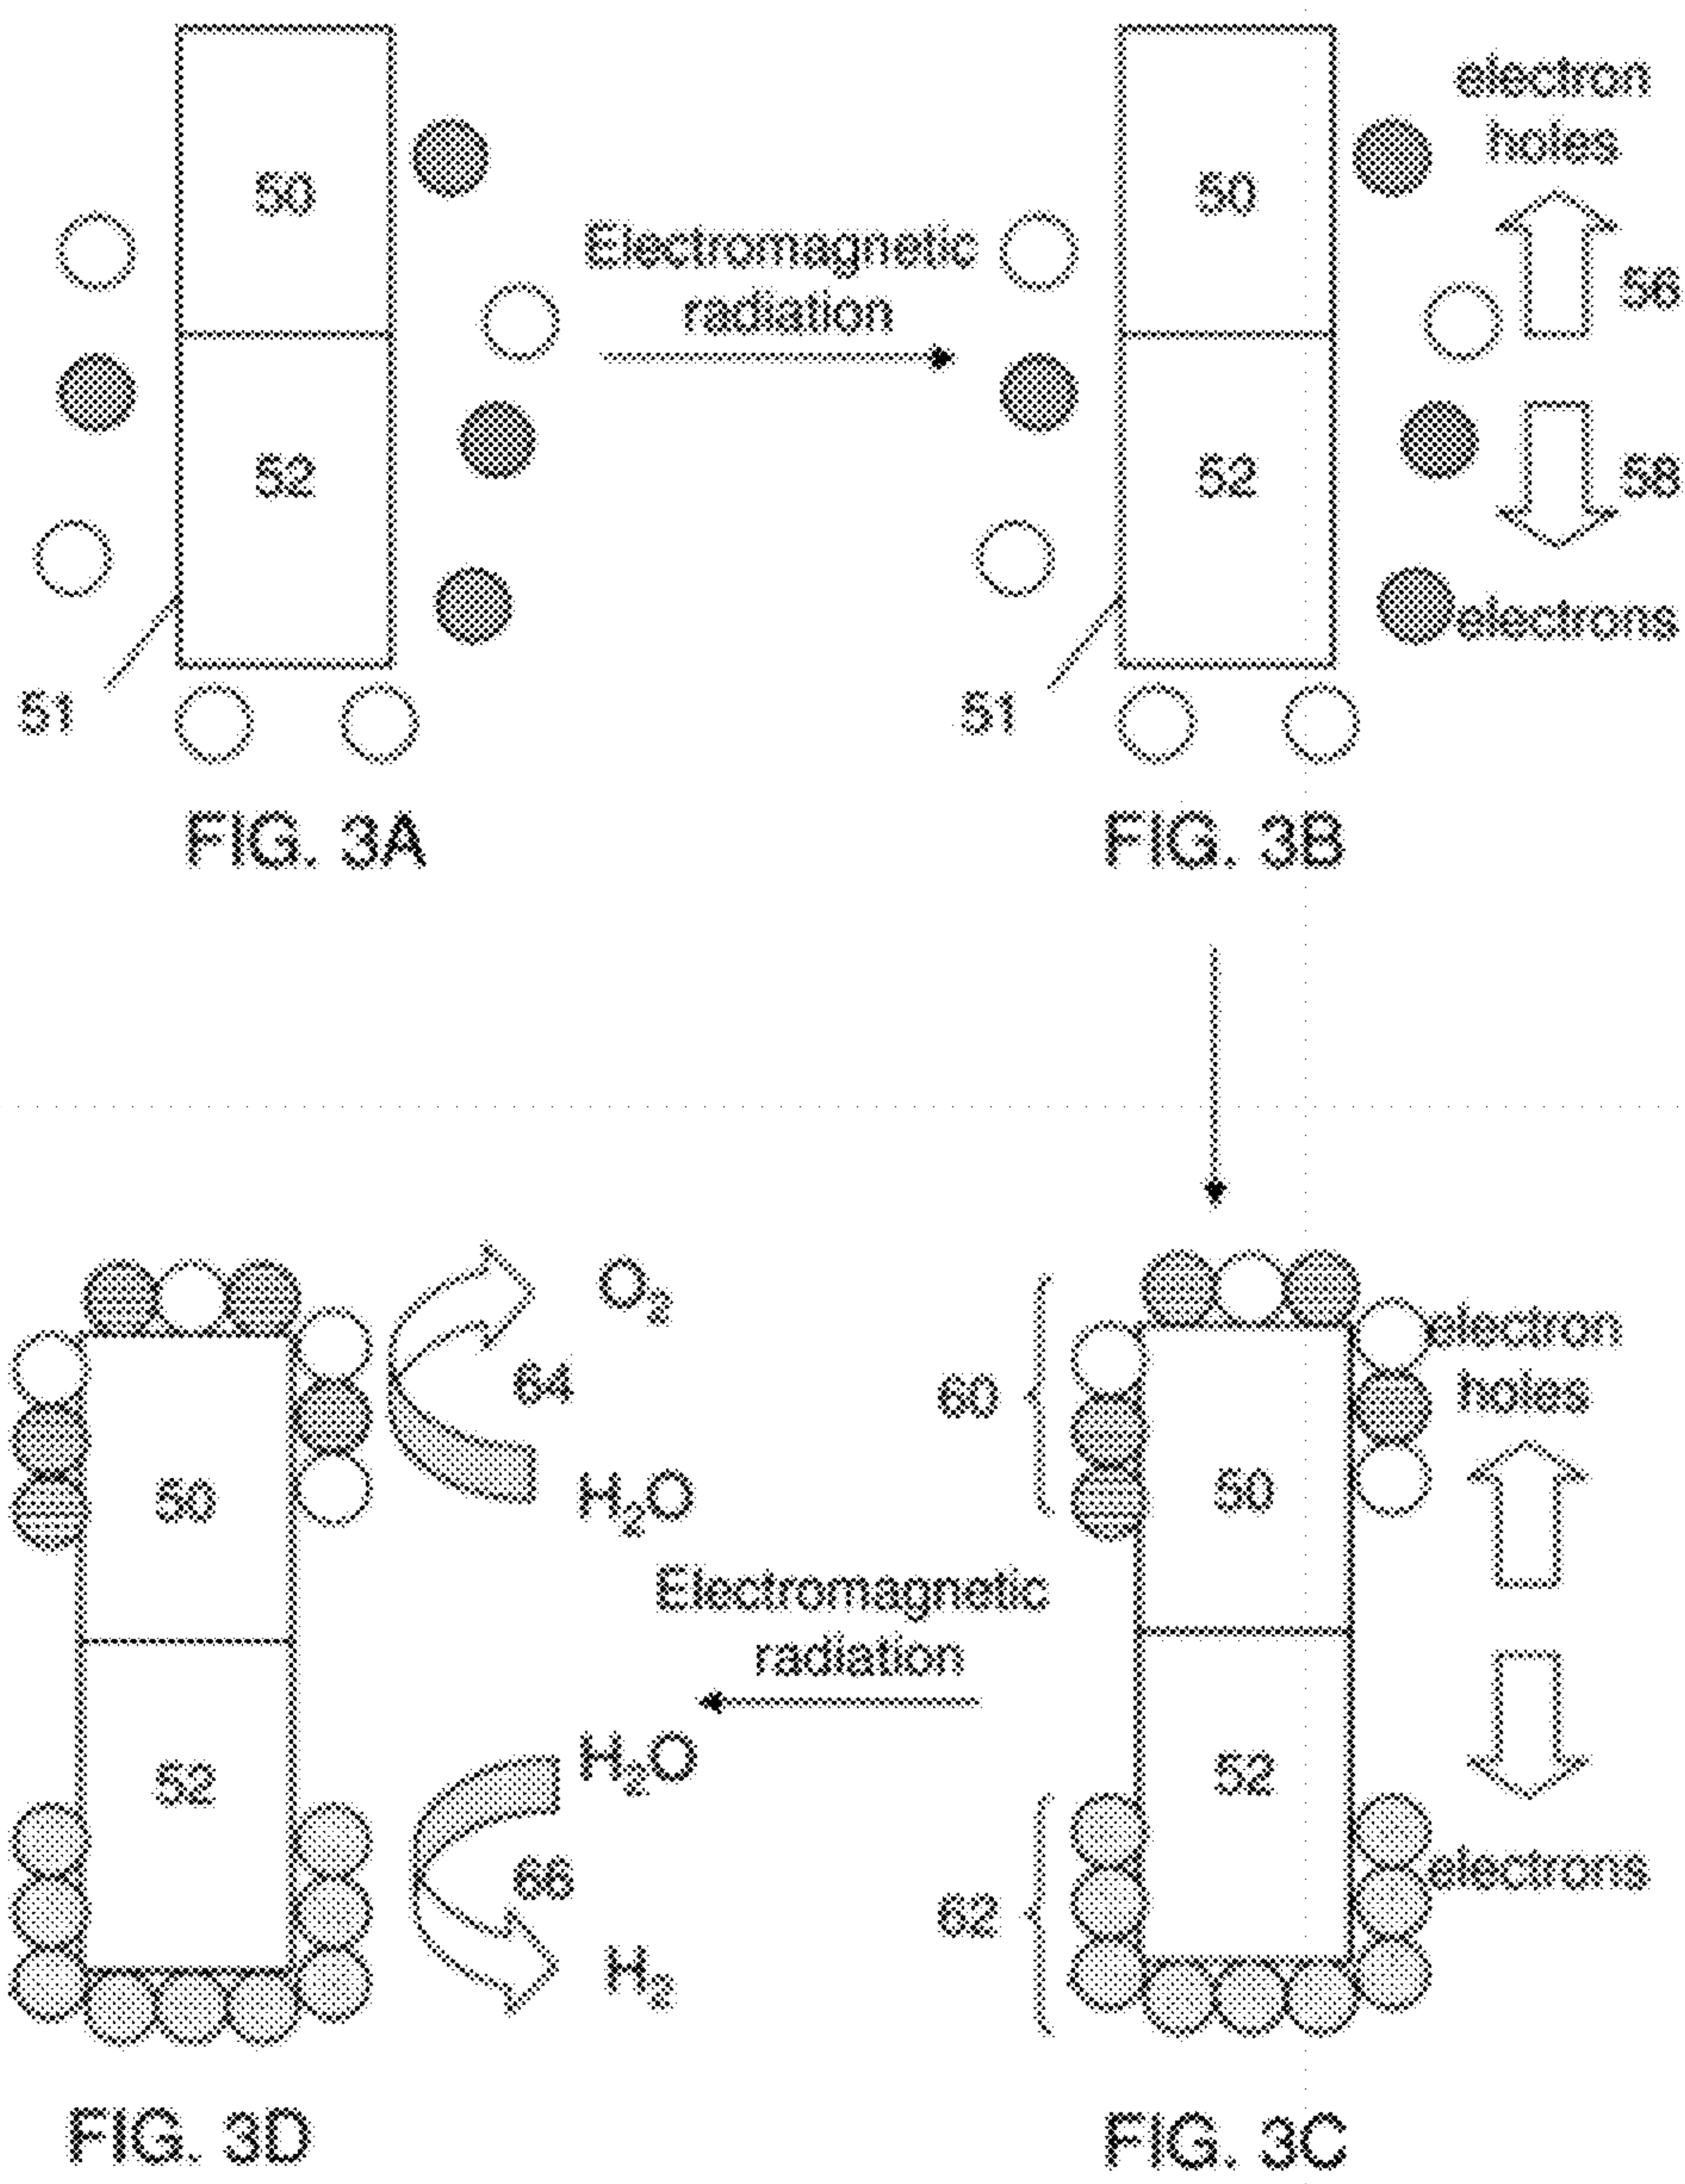 50
52
51
FIG. 3A
Electromagnetic
radiation
50
52
51
electron
holes
56
58
electrons
FIG. 3B
50
52
O₂
64
H₂O
H₂O
66
H₂
FIG. 3D
Electromagnetic
radiation
60
62
50
52
electron
holes
electrons
FIG. 3C